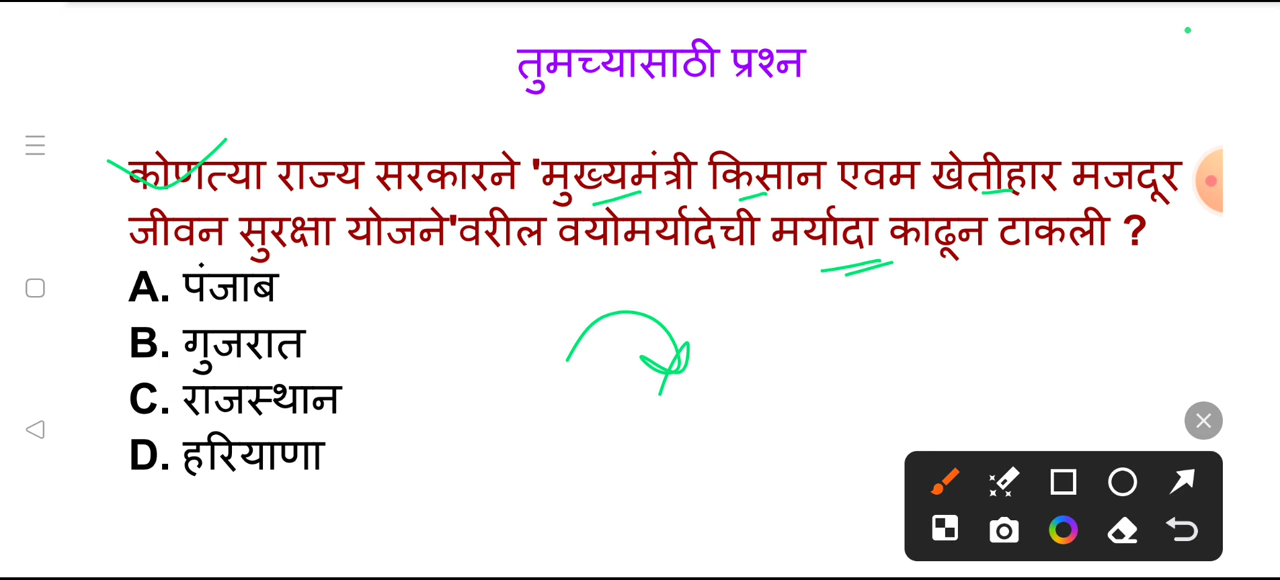 तुमच्यासाठी प्रश्न
कोणत्या राज्य सरकारने 'मुख्यमंत्री किसान एवम खेतीहार मजदूर
जीवन सुरक्षा योजने'वरील वयोमर्यादेची मर्यादा काढून टाकली ?
A. पंजाब
B. गुजरात
C. राजस्थान
D. हरियाणा